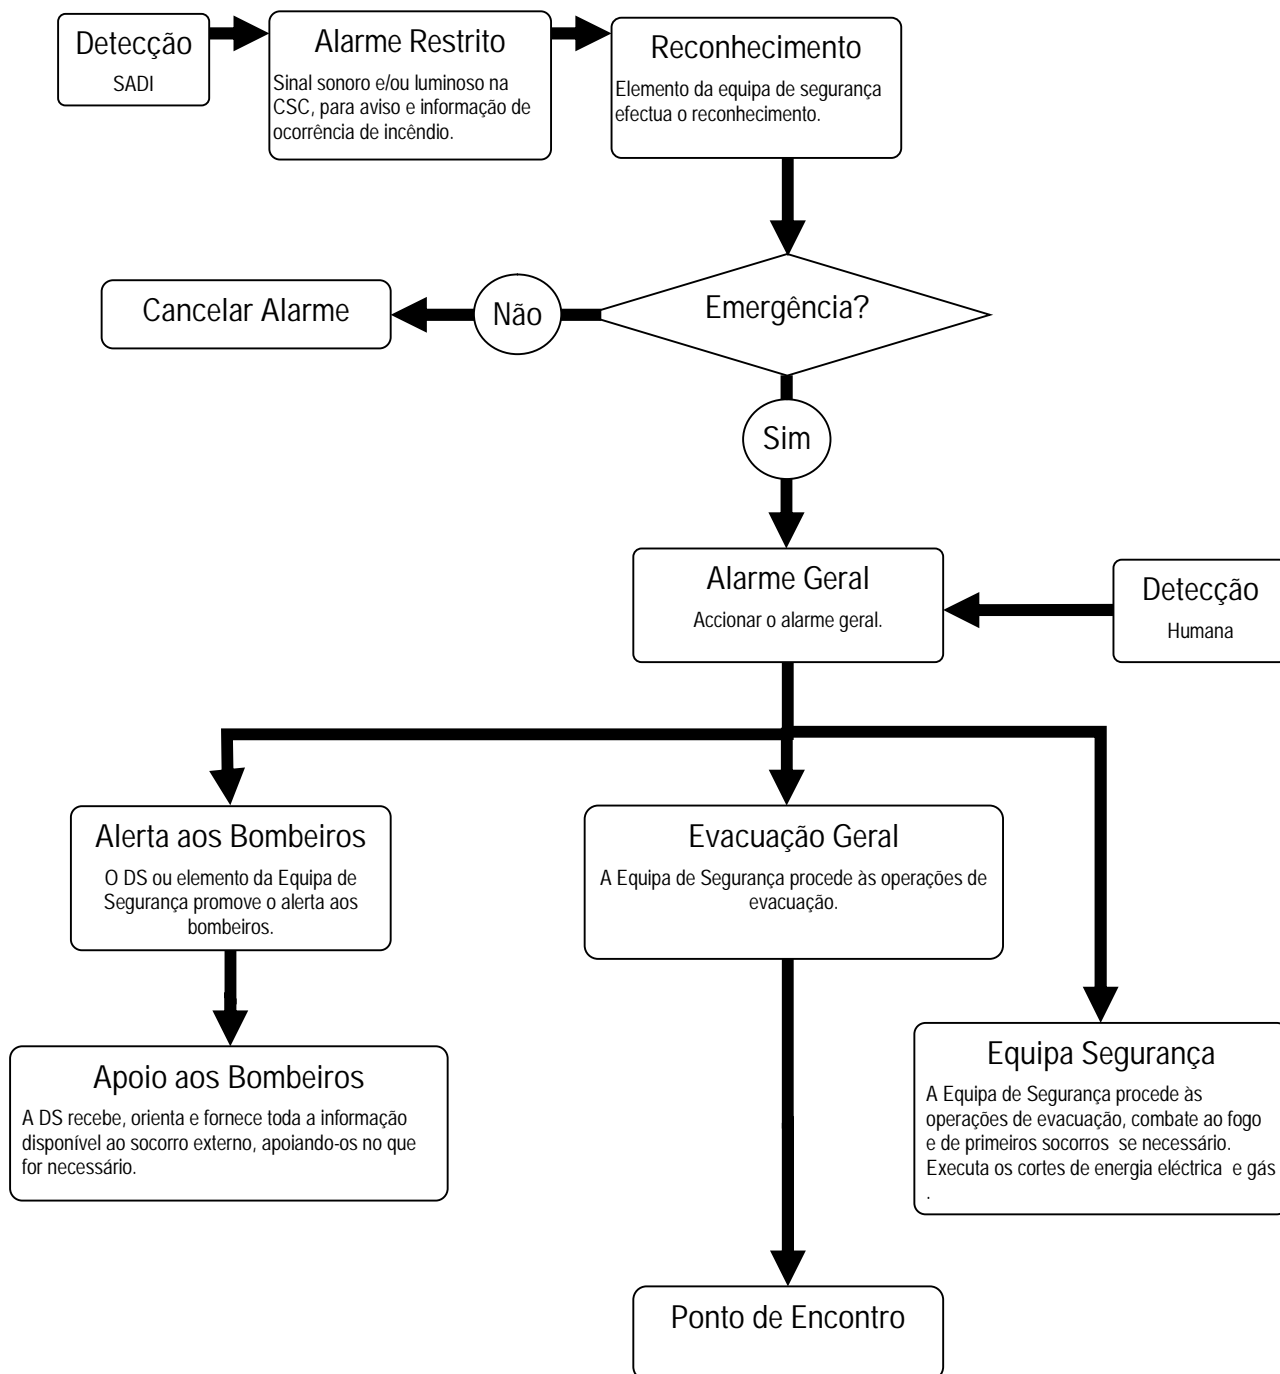 Detecção
SADI
Alarme Restrito
Sinal sonoro e/ou luminoso na
CSC, para aviso e informação de
ocorrência de incêndio.
Reconhecimento
Elemento da equipa de segurança
efectua o reconhecimento.
Emergência?
Não
Cancelar Alarme
Sim
Alarme Geral
Accionar o alarme geral.
Detecção
Humana
Alerta aos Bombeiros
O DS ou elemento da Equipa de
Segurança promove o alerta aos
bombeiros.
Evacuação Geral
A Equipa de Segurança procede às operações de
evacuação.
Apoio aos Bombeiros
A DS recebe, orienta e fornece toda a informação
disponível ao socorro externo, apoiando-os no que
for necessário.
Equipa Segurança
A Equipa de Segurança procede às
operações de evacuação, combate ao fogo
e de primeiros socorros  se necessário.
Executa os cortes de energia eléctrica  e gás
.
Ponto de Encontro